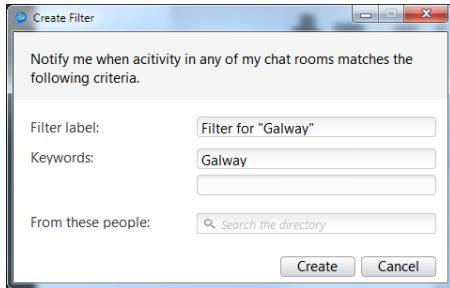 Create Filter
Notify me when acitivity in any of my chat rooms matches the
following criteria.
Filter label: Filter for "Galway"
Keywords: Galway
From these people: Search the directory
Create Cancel